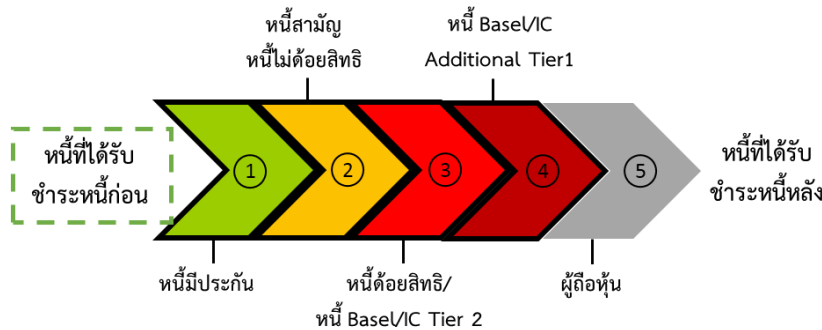 หนี้สามัญ
หนี้ไม่ด้อยสิทธิ
หนี้ Basel/IC
Additional Tier1
หนี้ที่ได้รับ
ชำระหนี้ก่อน
1
2
3
4
5
หนี้ที่ได้รับ
ชำระหนี้หลัง
หนี้มีประกัน
หนี้ด้อยสิทธิ/
หนี้ Basel/IC Tier 2
ผู้ถือหุ้น